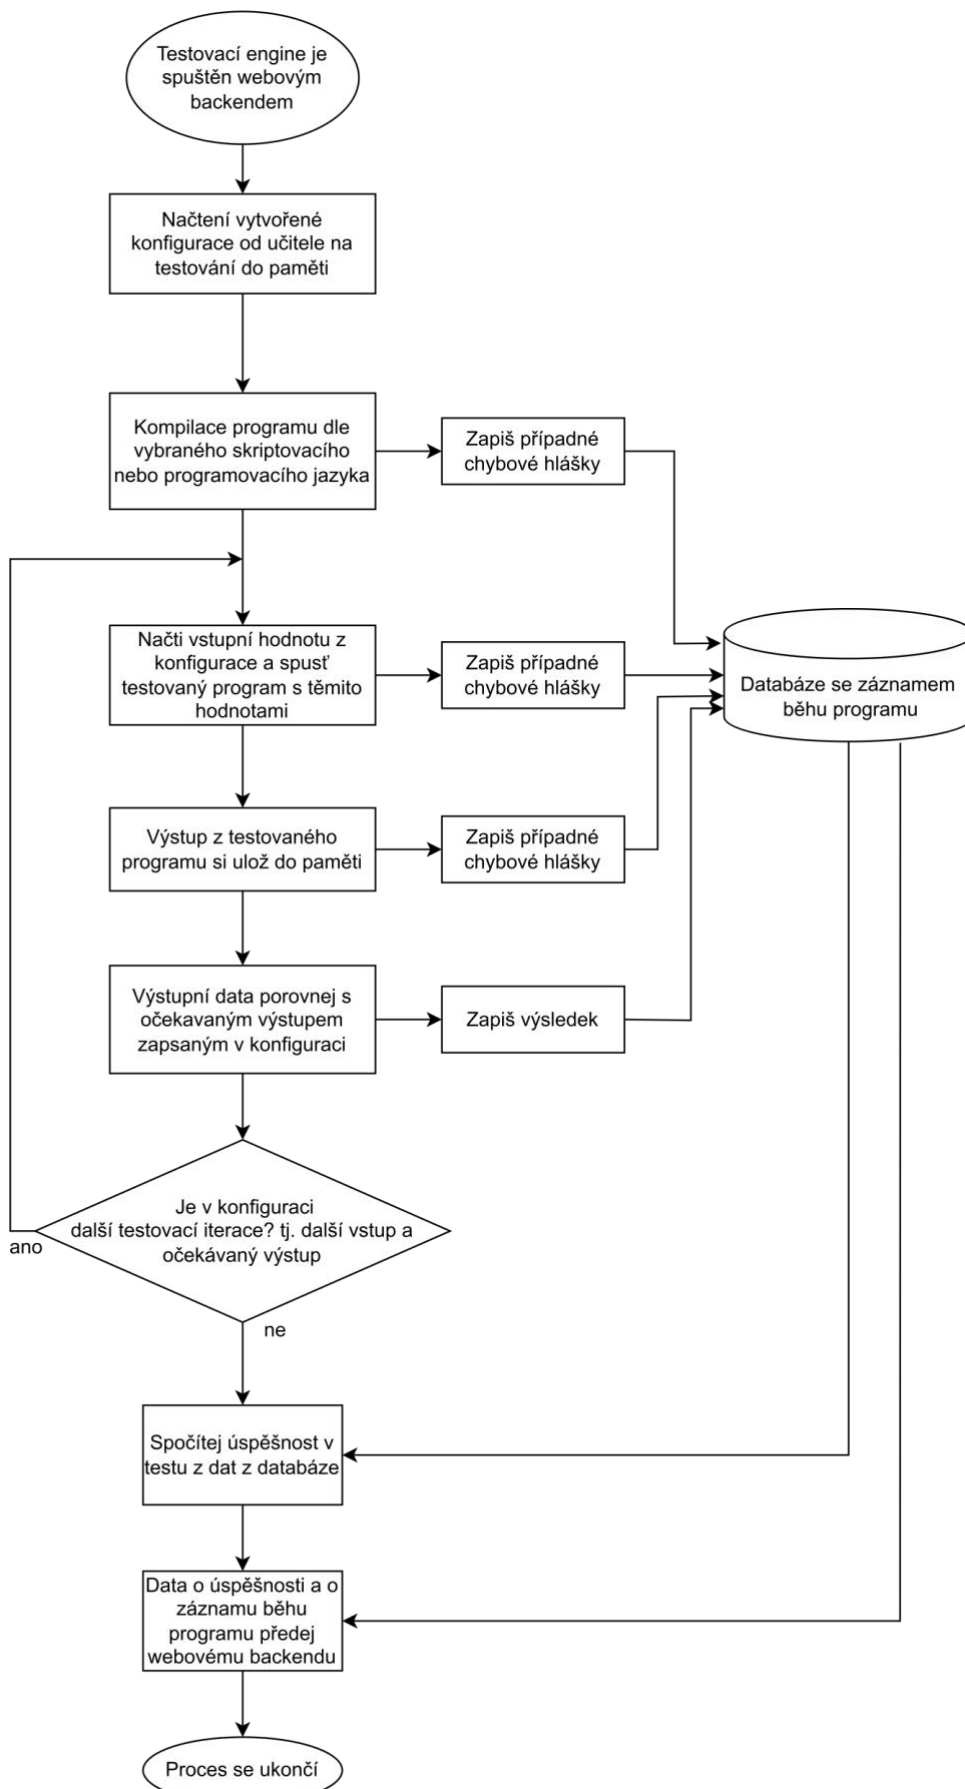 Testovací engine je
spuštěn webovým
backendem
Načtení vytvořené
konfigurace od učitele na
testování do paměti
Kompilace programu dle
vybraného skriptovacího
nebo programovacího jazyka
Zapiš případné
chybové hlášky
Načti vstupní hodnotu z
konfigurace a spusť
testovaný program s těmito
hodnotami
Zapiš případné
chybové hlášky
Databáze se záznamem
běhu programu
Výstup z testovaného
programu si ulož do paměti
Zapiš případné
chybové hlášky
Výstupní data porovnej s
očekavaným výstupem
zapsaným v konfiguraci
Zapiš výsledek
Je v konfiguraci
další testovací iterace? tj. další vstup a
očekávaný výstup
ano
ne
Spočítej úspěšnost v
testu z dat z databáze
Data o úspěšnosti a o
záznamu běhu
programu předej
webovému backendu
Proces se ukončí